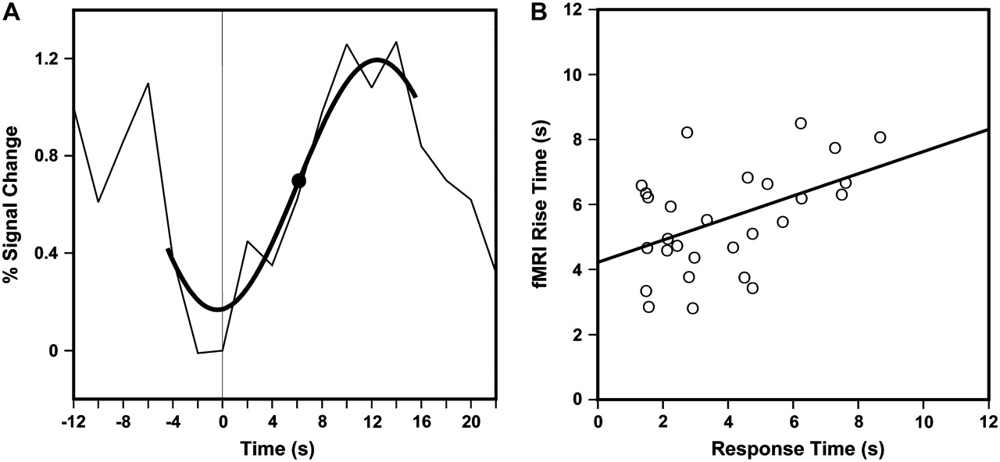 A
% Signal Change
1.2
0.8
0.4
0
-12 -8 -4 0 4 8 12 16 20
Time (s)
B
fMRI Rise Time (s)
12
10
8
6
4
2
0
0 2 4 6 8 10 12
Response Time (s)